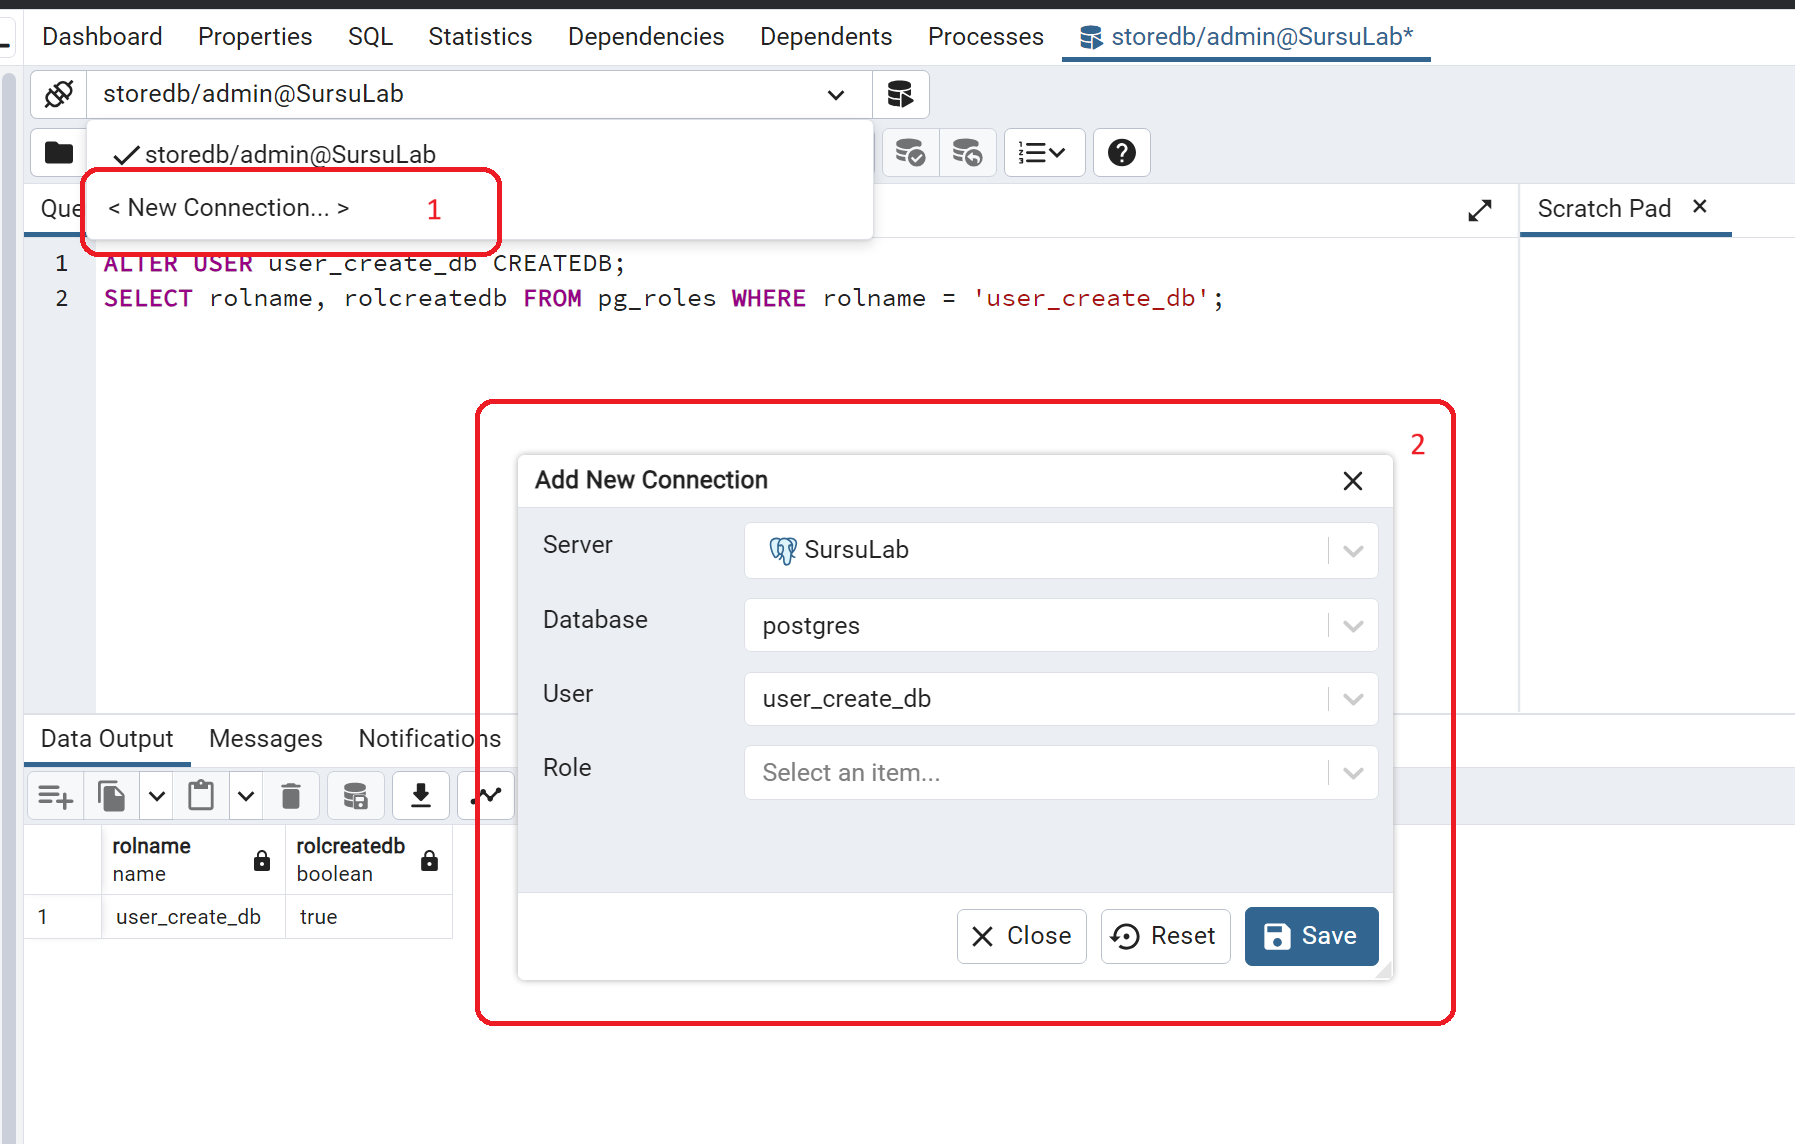 Dashboard Properties SQL Statistics Dependencies Dependents Processes storedb/admin@SursuLab*
storedb/admin@SursuLab
storedb/admin@SursuLab
Que < New Connection... > 1 Scratch Pad
1 ALTER USER user_create_db CREATEDB;
2 SELECT rolname, rolcreatedb FROM pg_roles WHERE rolname = 'user_create_db';
2
Add New Connection
Server SursuLab
Database postgres
User user_create_db
Role Select an item...
Close Reset Save
Data Output Messages Notifications
rolname rolcreatedb
name boolean
1 user_create_db true